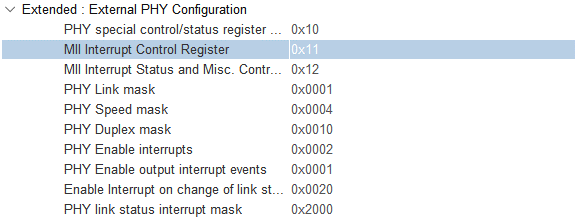 Extended : External PHY Configuration
PHY special control/status register ... 0x10
MII Interrupt Control Register 0x11
MII Interrupt Status and Misc. Contr... 0x12
PHY Link mask 0x0001
PHY Speed mask 0x0004
PHY Duplex mask 0x0010
PHY Enable interrupts 0x0002
PHY Enable output interrupt events 0x0001
Enable Interrupt on change of link st... 0x0020
PHY link status interrupt mask 0x2000